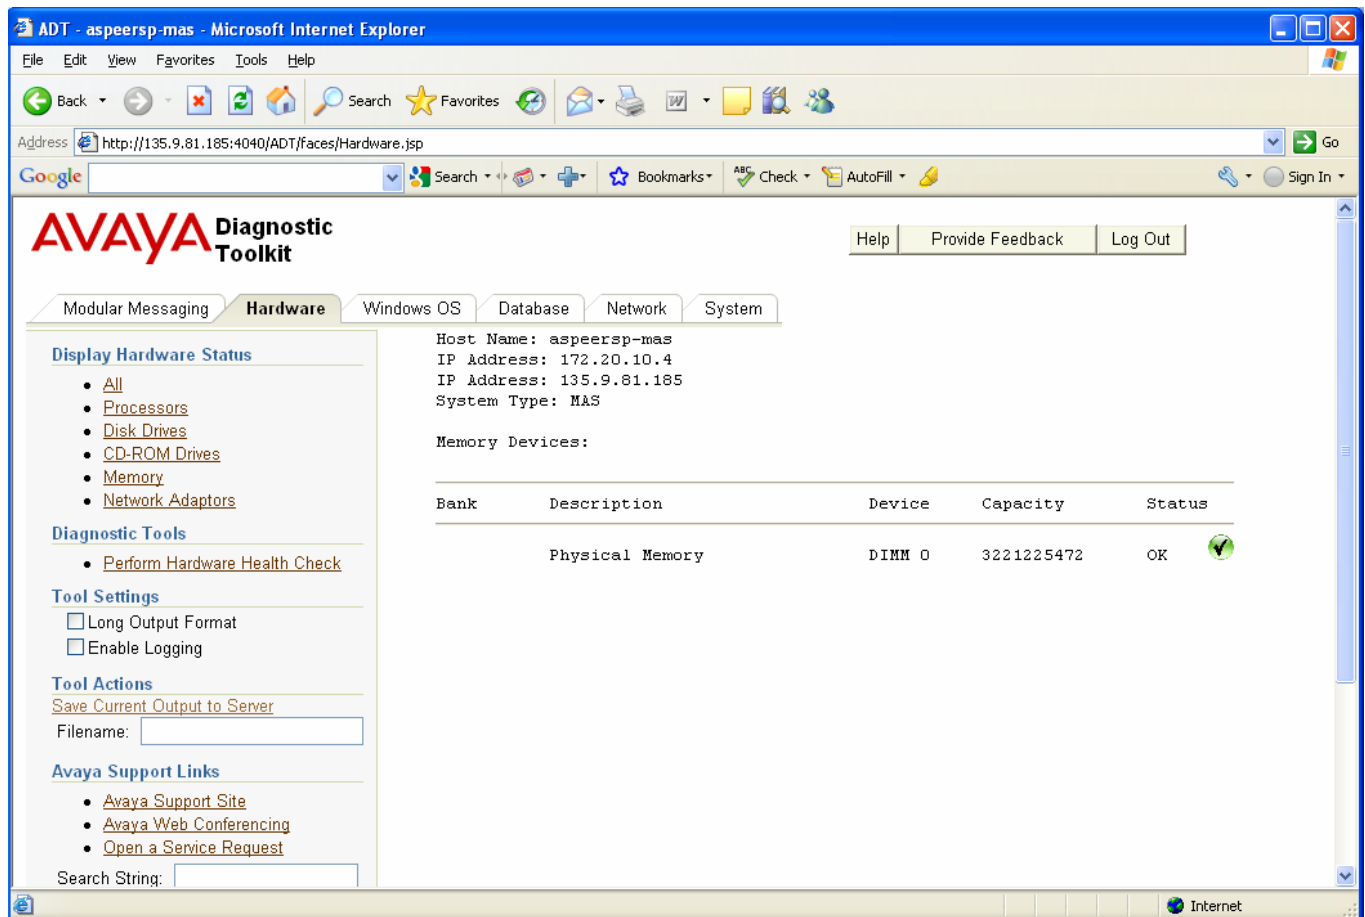 ADT - aspeersp-mas - Microsoft Internet Explorer
File Edit View Favorites Tools Help
Back Search Favorites
Address http://135.9.81.185:4040/ADT/faces/Hardware.jsp Go
Google Search Bookmarks ABC Check AutoFill Sign In
AVAYA Diagnostic Toolkit
Help Provide Feedback Log Out
Modular Messaging Hardware Windows OS Database Network System
Display Hardware Status
All
Processors
Disk Drives
CD-ROM Drives
Memory
Network Adaptors
Diagnostic Tools
Perform Hardware Health Check
Tool Settings
Long Output Format
Enable Logging
Tool Actions
Save Current Output to Server
Filename:
Avaya Support Links
Avaya Support Site
Avaya Web Conferencing
Open a Service Request
Search String:
Host Name: aspeersp-mas
IP Address: 172.20.10.4
IP Address: 135.9.81.185
System Type: MAS
Memory Devices:
Bank Description Device Capacity Status
Physical Memory DIMM 0 3221225472 OK
Internet